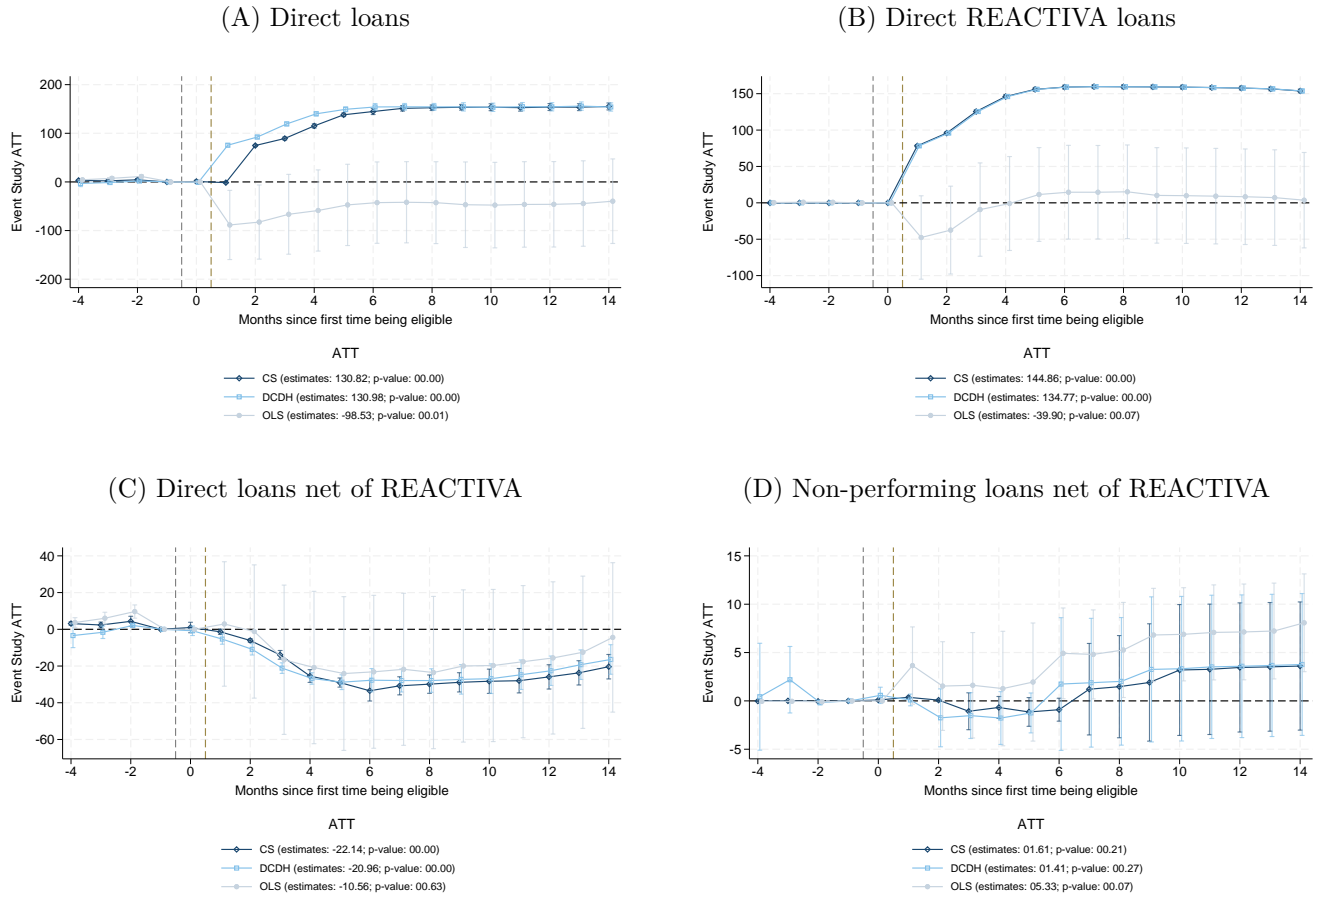 (A) Direct loans
200
100
0
-100
-200
Event Study ATT
-4 -2 0 2 4 6 8 10 12 14
Months since first time being eligible
ATT
CS (estimates: 130.82; p-value: 00.00)
DCDH (estimates: 130.98; p-value: 00.00)
OLS (estimates: -98.53; p-value: 00.01)
(B) Direct REACTIVA loans
150
100
50
0
-50
-100
Event Study ATT
-4 -2 0 2 4 6 8 10 12 14
Months since first time being eligible
ATT
CS (estimates: 144.86; p-value: 00.00)
DCDH (estimates: 134.77; p-value: 00.00)
OLS (estimates: -39.90; p-value: 00.07)
(C) Direct loans net of REACTIVA
40
20
0
-20
-40
-60
Event Study ATT
-4 -2 0 2 4 6 8 10 12 14
Months since first time being eligible
ATT
CS (estimates: -22.14; p-value: 00.00)
DCDH (estimates: -20.96; p-value: 00.00)
OLS (estimates: -10.56; p-value: 00.63)
(D) Non-performing loans net of REACTIVA
15
10
5
0
-5
Event Study ATT
-4 -2 0 2 4 6 8 10 12 14
Months since first time being eligible
ATT
CS (estimates: 01.61; p-value: 00.21)
DCDH (estimates: 01.41; p-value: 00.27)
OLS (estimates: 05.33; p-value: 00.07)